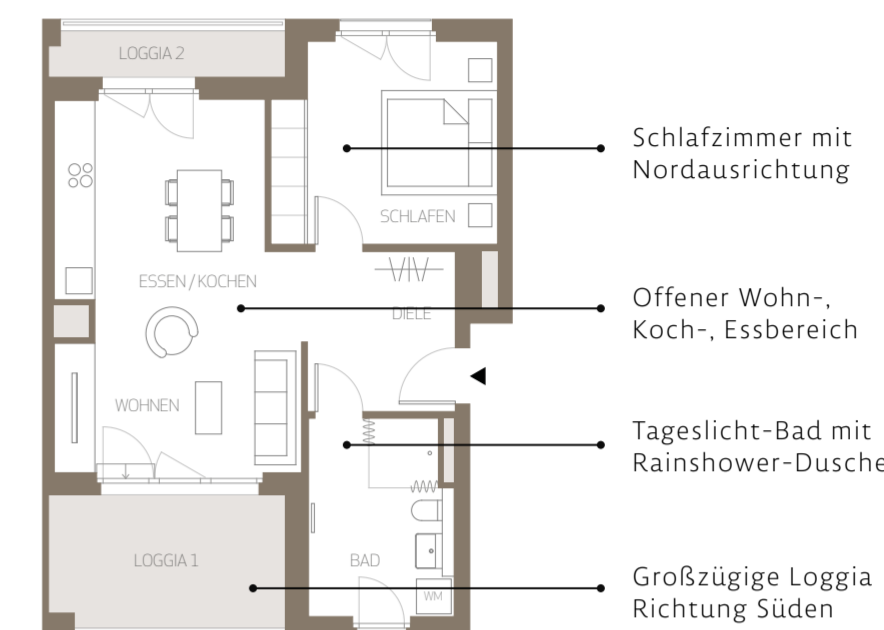 LOGGIA 2
Schlafzimmer mit
Nordausrichtung
SCHLAFEN
ESSEN / KOCHEN
Offener Wohn-,
Koch-, Essbereich
DIELE
WOHNEN
Tageslicht-Bad mit
Rainshower-Dusche
LOGGIA 1
BAD
Großzügige Loggia
Richtung Süden
WM